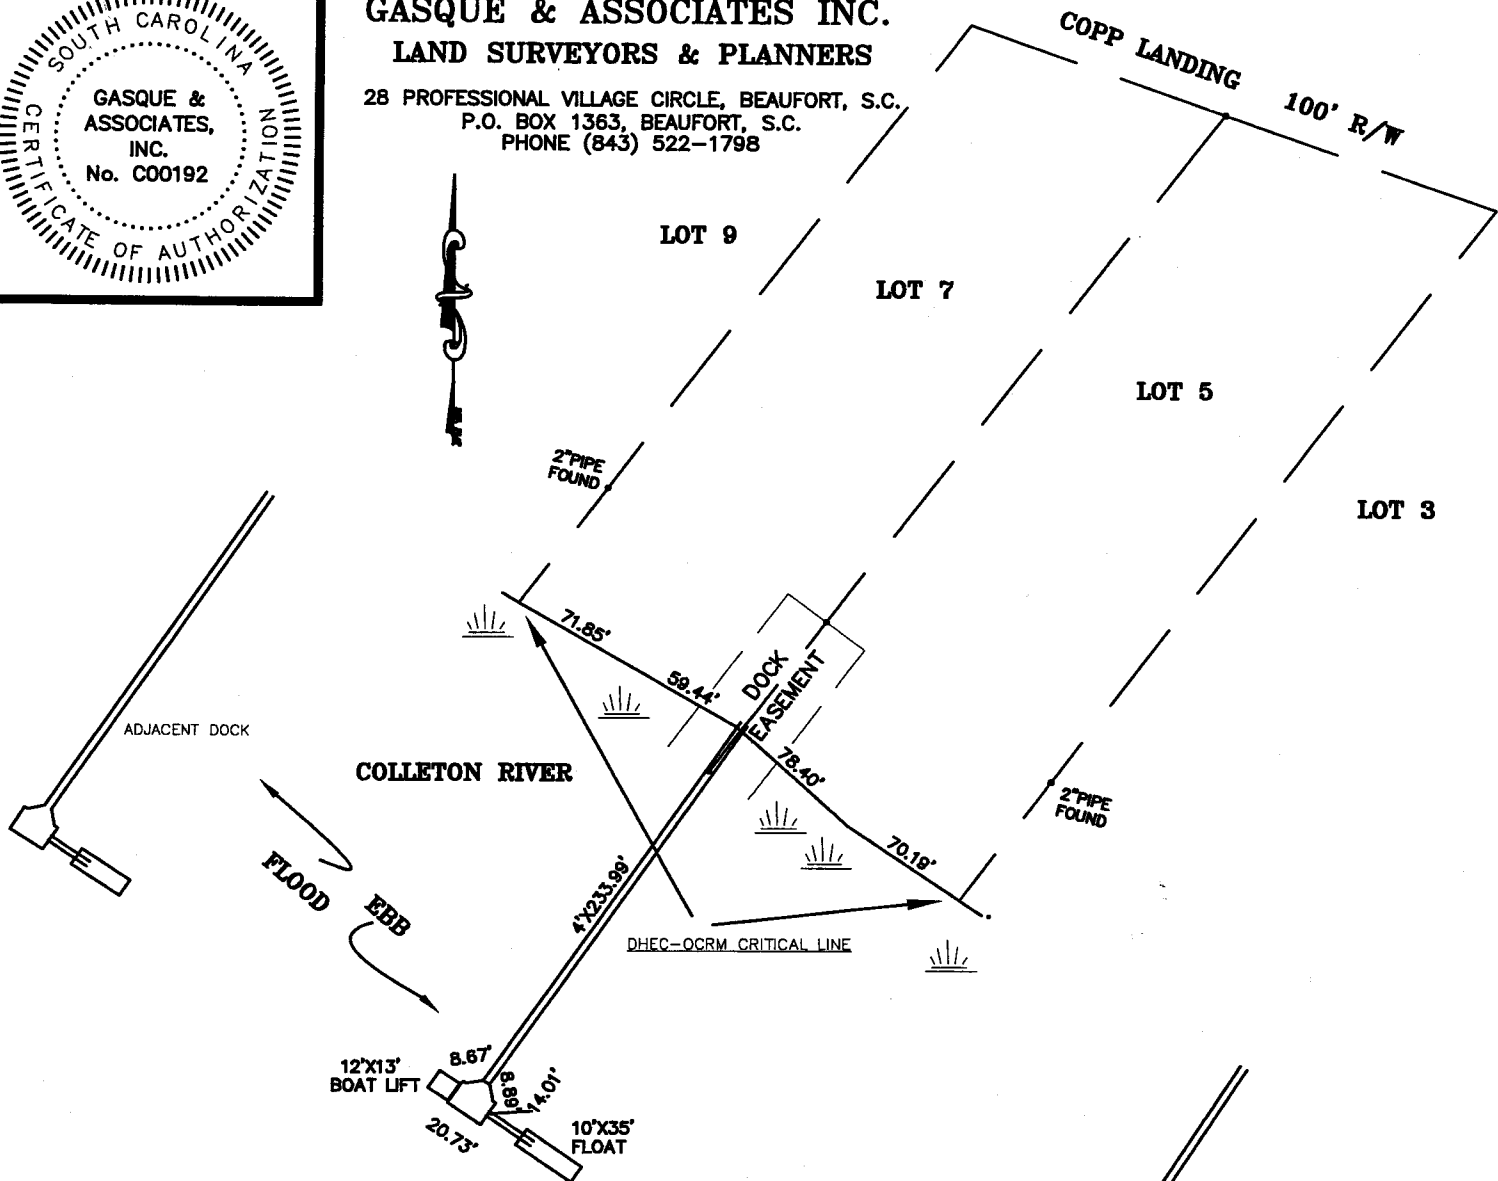 SOUTH CAROLINA
CERTIFICATE OF AUTHORIZATION
GASQUE &
ASSOCIATES,
INC.
No. C00192
GASQUE & ASSOCIATES INC.
LAND SURVEYORS & PLANNERS
28 PROFESSIONAL VILLAGE CIRCLE, BEAUFORT, S.C.
P.O. BOX 1363, BEAUFORT, S.C.
PHONE (843) 522-1798
COPP LANDING 100' R/W
LOT 9
LOT 7
LOT 5
LOT 3
2"PIPE
FOUND
71.85'
59.44'
DOCK
EASEMENT
78.40'
70.19'
2"PIPE
FOUND
ADJACENT DOCK
COLLETON RIVER
FLOOD
EBB
4'X233.99'
DHEC-OCRM CRITICAL LINE
12'X13'
BOAT LIFT
8.67'
8.89'
14.01'
20.73'
10'X35'
FLOAT